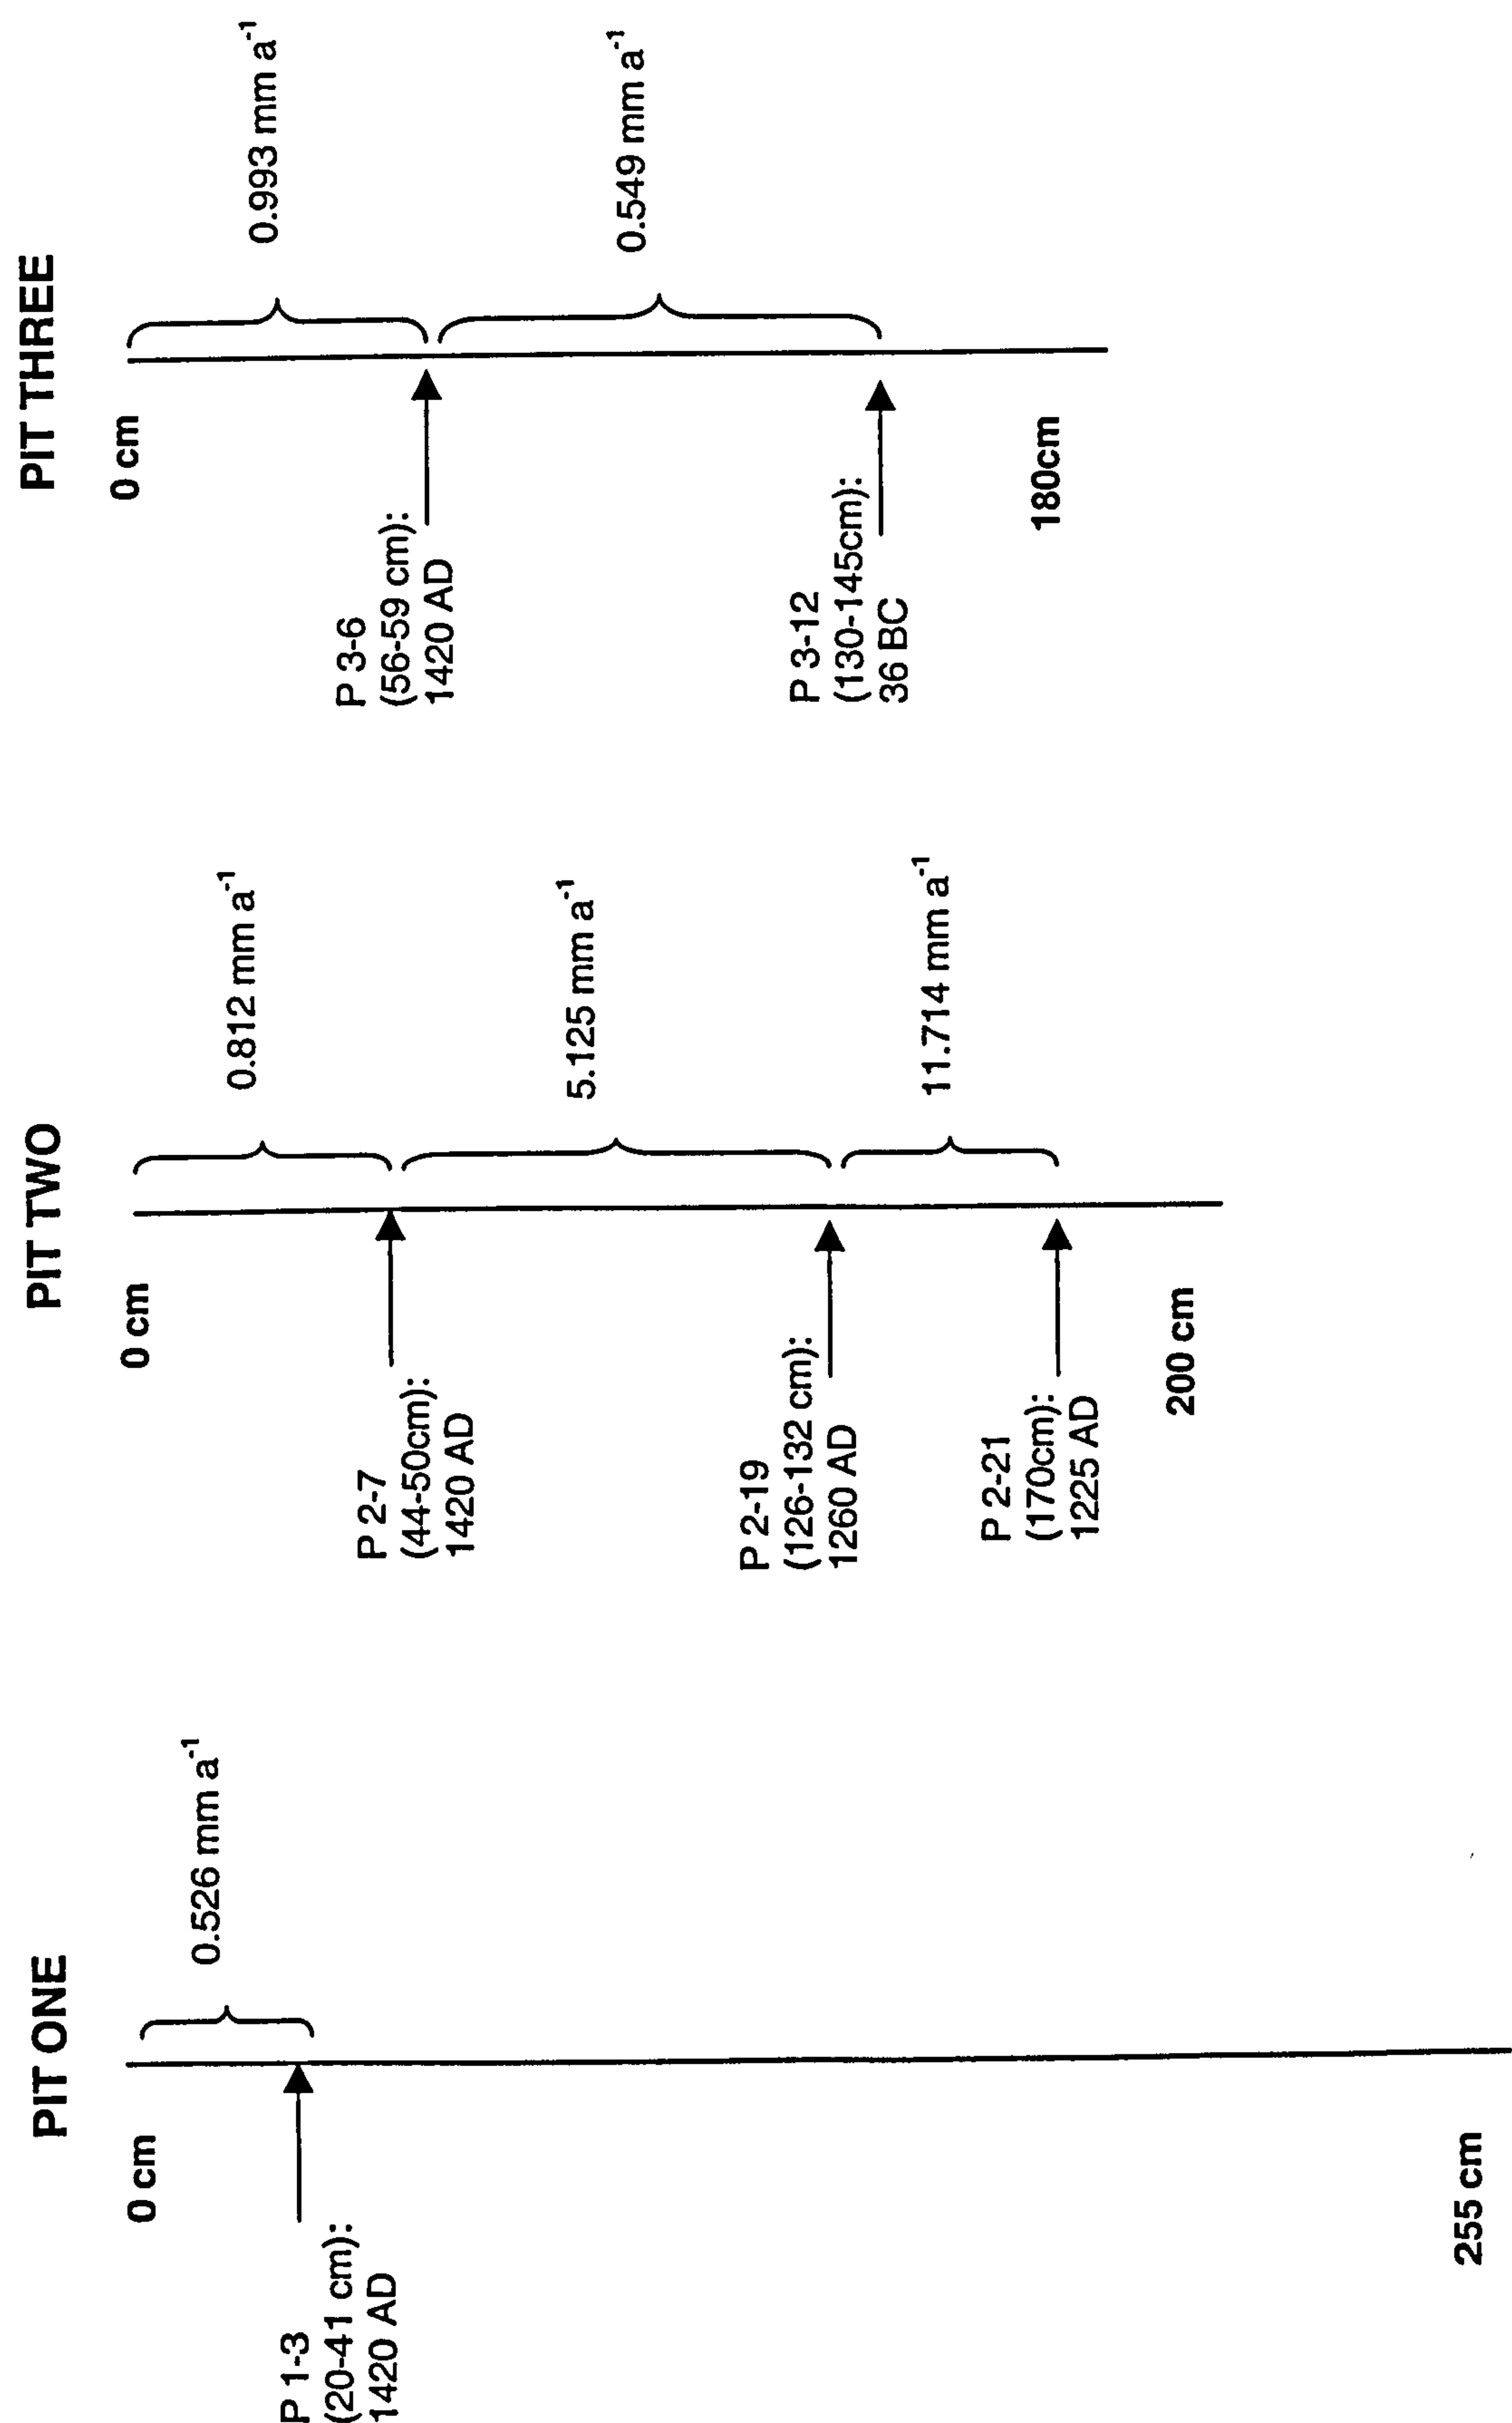 PIT ONE
0 cm
0.526 mm a⁻¹
P 1-3
(20-41 cm):
1420 AD
255 cm
PIT TWO
0 cm
0.812 mm a⁻¹
P 2-7
(44-50cm):
1420 AD
5.125 mm a⁻¹
P 2-19
(126-132 cm):
1260 AD
11.714 mm a⁻¹
P 2-21
(170cm):
1225 AD
200 cm
PIT THREE
0 cm
0.993 mm a⁻¹
P 3-6
(56-59 cm):
1420 AD
0.549 mm a⁻¹
P 3-12
(130-145cm):
36 BC
180cm